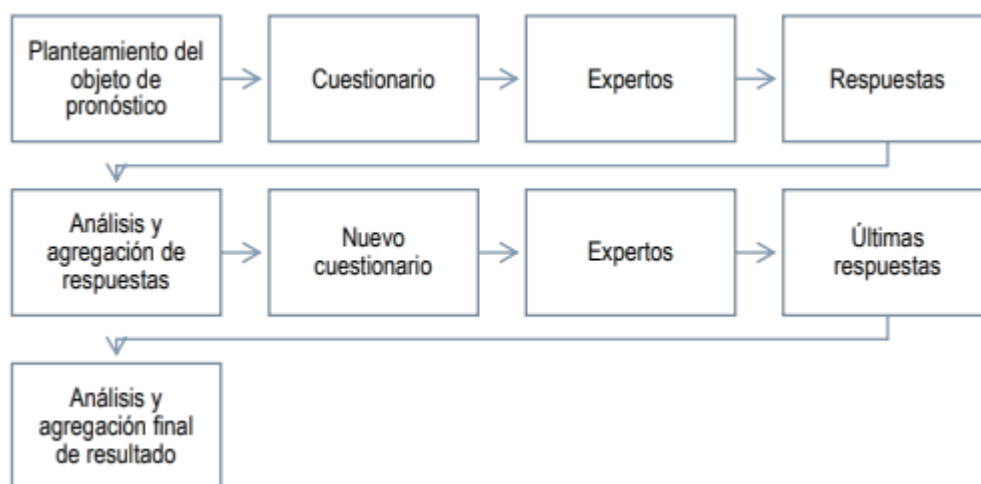 Planteamiento del
objeto de
pronóstico
Cuestionario
Expertos
Respuestas
Análisis y
agregación de
respuestas
Nuevo
cuestionario
Expertos
Últimas
respuestas
Análisis y
agregación final
de resultado